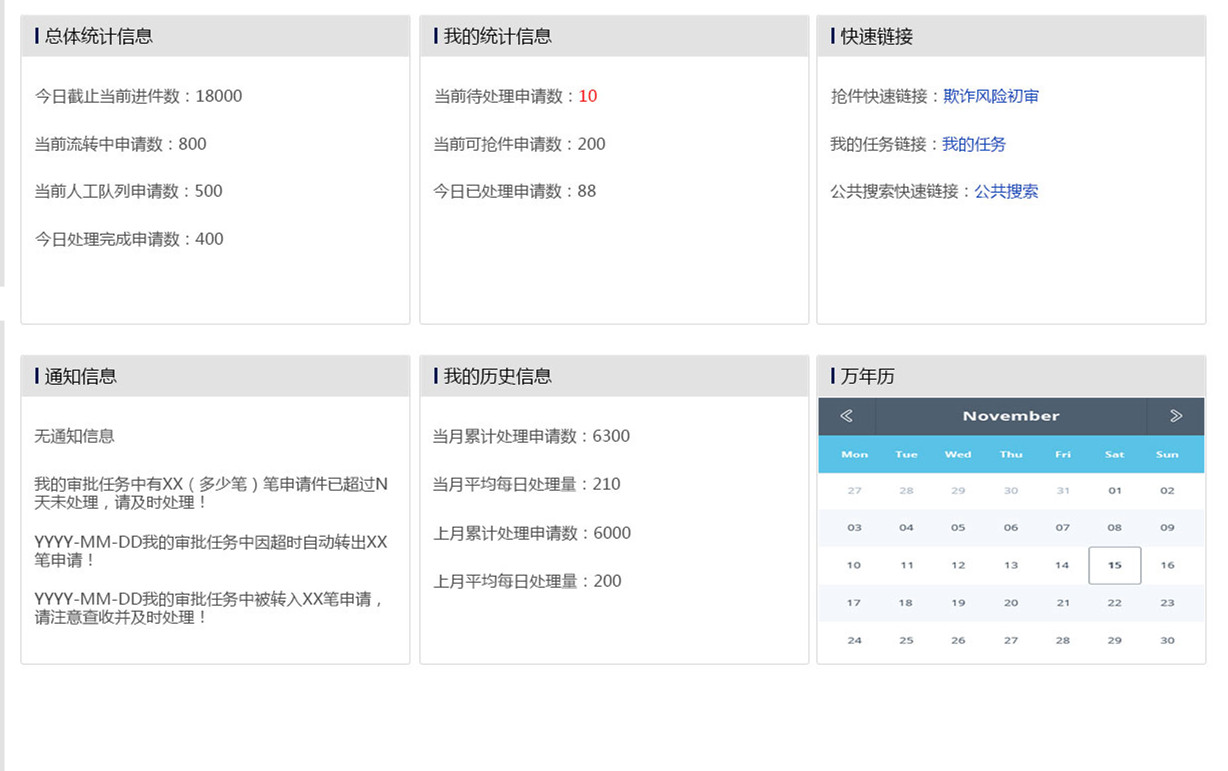 总体统计信息
今日截止当前进件数：18000
当前流转中申请数：800
当前人工队列申请数：500
今日处理完成申请数：400
我的统计信息
当前待处理申请数：10
当前可抢件申请数：200
今日已处理申请数：88
快速链接
抢件快速链接：欺诈风险初审
我的任务链接：我的任务
公共搜索快速链接：公共搜索
通知信息
无通知信息
我的审批任务中有XX（多少笔）笔申请件已超过N
天未处理，请及时处理！
YYYY-MM-DD我的审批任务中因超时自动转出XX
笔申请！
YYYY-MM-DD我的审批任务中被转入XX笔申请，
请注意查收并及时处理！
我的历史信息
当月累计处理申请数：6300
当月平均每日处理量：210
上月累计处理申请数：6000
上月平均每日处理量：200
万年历
November
Mon Tue Wed Thu Fri Sat Sun
27 28 29 30 31 01 02
03 04 05 06 07 08 09
10 11 12 13 14 15 16
17 18 19 20 21 22 23
24 25 26 27 28 29 30